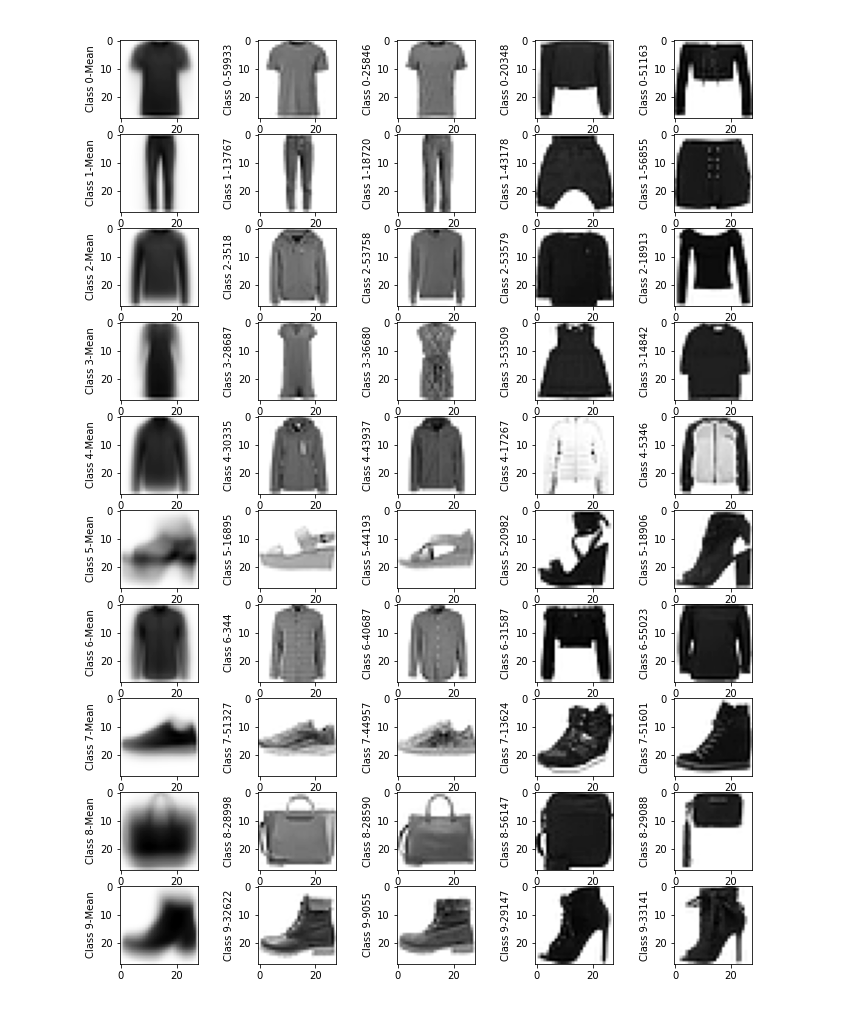 Class 0-Mean 0 10 20 0 20
Class 0-59933 0 10 20 0 20
Class 0-25846 0 10 20 0 20
Class 0-20348 0 10 20 0 20
Class 0-51163 0 10 20 0 20
Class 1-Mean 0 10 20 0 20
Class 1-13767 0 10 20 0 20
Class 1-18720 0 10 20 0 20
Class 1-43178 0 10 20 0 20
Class 1-56855 0 10 20 0 20
Class 2-Mean 0 10 20 0 20
Class 2-3518 0 10 20 0 20
Class 2-53758 0 10 20 0 20
Class 2-53579 0 10 20 0 20
Class 2-18913 0 10 20 0 20
Class 3-Mean 0 10 20 0 20
Class 3-28687 0 10 20 0 20
Class 3-36680 0 10 20 0 20
Class 3-53509 0 10 20 0 20
Class 3-14842 0 10 20 0 20
Class 4-Mean 0 10 20 0 20
Class 4-30335 0 10 20 0 20
Class 4-43937 0 10 20 0 20
Class 4-17267 0 10 20 0 20
Class 4-5346 0 10 20 0 20
Class 5-Mean 0 10 20 0 20
Class 5-16895 0 10 20 0 20
Class 5-44193 0 10 20 0 20
Class 5-20982 0 10 20 0 20
Class 5-18906 0 10 20 0 20
Class 6-Mean 0 10 20 0 20
Class 6-344 0 10 20 0 20
Class 6-40687 0 10 20 0 20
Class 6-31587 0 10 20 0 20
Class 6-55023 0 10 20 0 20
Class 7-Mean 0 10 20 0 20
Class 7-51327 0 10 20 0 20
Class 7-44957 0 10 20 0 20
Class 7-13624 0 10 20 0 20
Class 7-51601 0 10 20 0 20
Class 8-Mean 0 10 20 0 20
Class 8-28998 0 10 20 0 20
Class 8-28590 0 10 20 0 20
Class 8-56147 0 10 20 0 20
Class 8-29088 0 10 20 0 20
Class 9-Mean 0 10 20 0 20
Class 9-32622 0 10 20 0 20
Class 9-9055 0 10 20 0 20
Class 9-29147 0 10 20 0 20
Class 9-33141 0 10 20 0 20